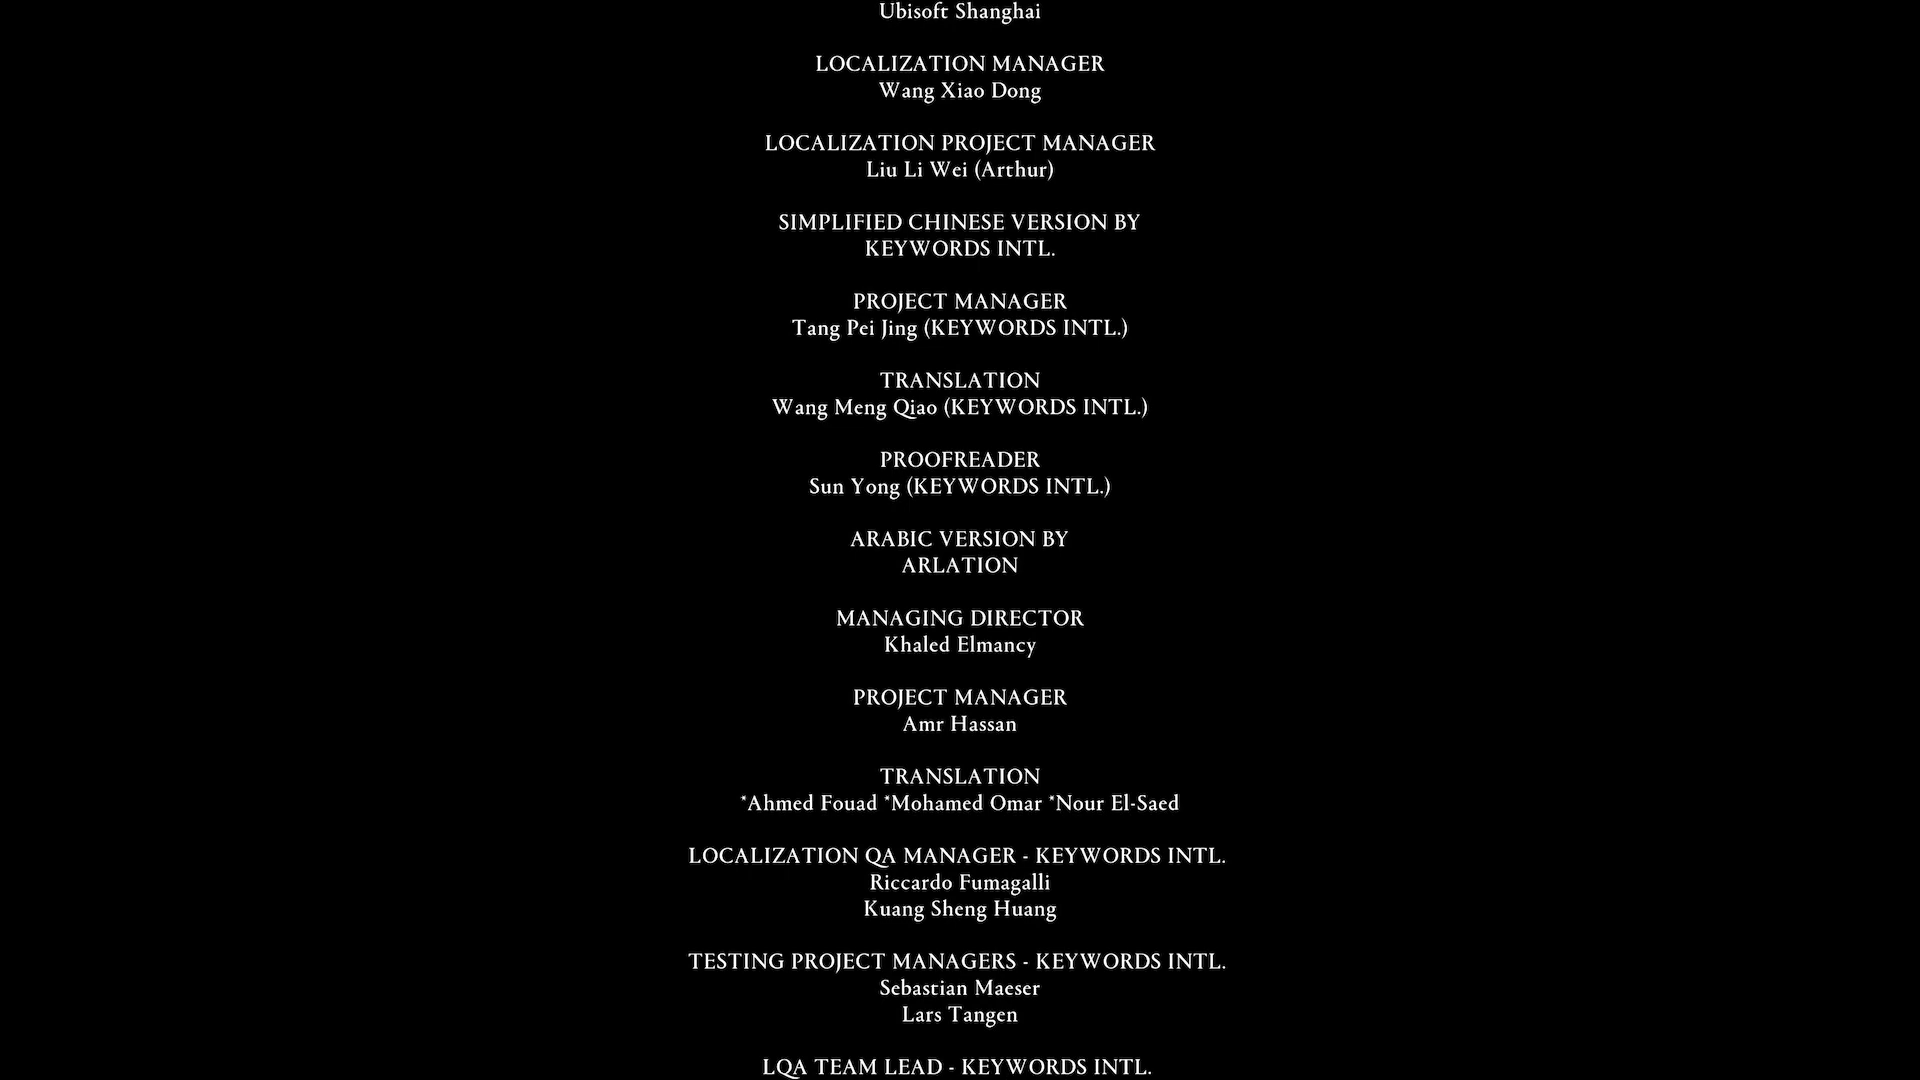 Ubisoft Shanghai
LOCALIZATION MANAGER
Wang Xiao Dong
LOCALIZATION PROJECT MANAGER
Liu Li Wei (Arthur)
SIMPLIFIED CHINESE VERSION BY
KEYWORDS INTL.
PROJECT MANAGER
Tang Pei Jing (KEYWORDS INTL.)
TRANSLATION
Wang Meng Qiao (KEYWORDS INTL.)
PROOFREADER
Sun Yong (KEYWORDS INTL.)
ARABIC VERSION BY
ARLATION
MANAGING DIRECTOR
Khaled Elmancy
PROJECT MANAGER
Amr Hassan
TRANSLATION
*Ahmed Fouad *Mohamed Omar *Nour El-Saed
LOCALIZATION QA MANAGER - KEYWORDS INTL.
Riccardo Fumagalli
Kuang Sheng Huang
TESTING PROJECT MANAGERS - KEYWORDS INTL.
Sebastian Maeser
Lars Tangen
LQA TEAM LEAD - KEYWORDS INTL.